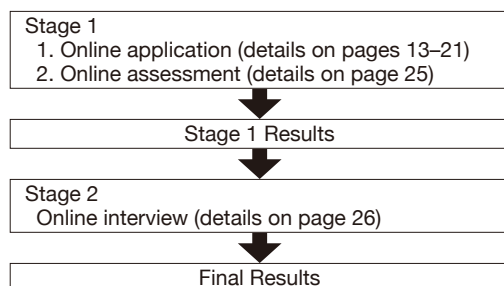 Stage 1
1. Online application (details on pages 13–21)
2. Online assessment (details on page 25)
Stage 1 Results
Stage 2
Online interview (details on page 26)
Final Results